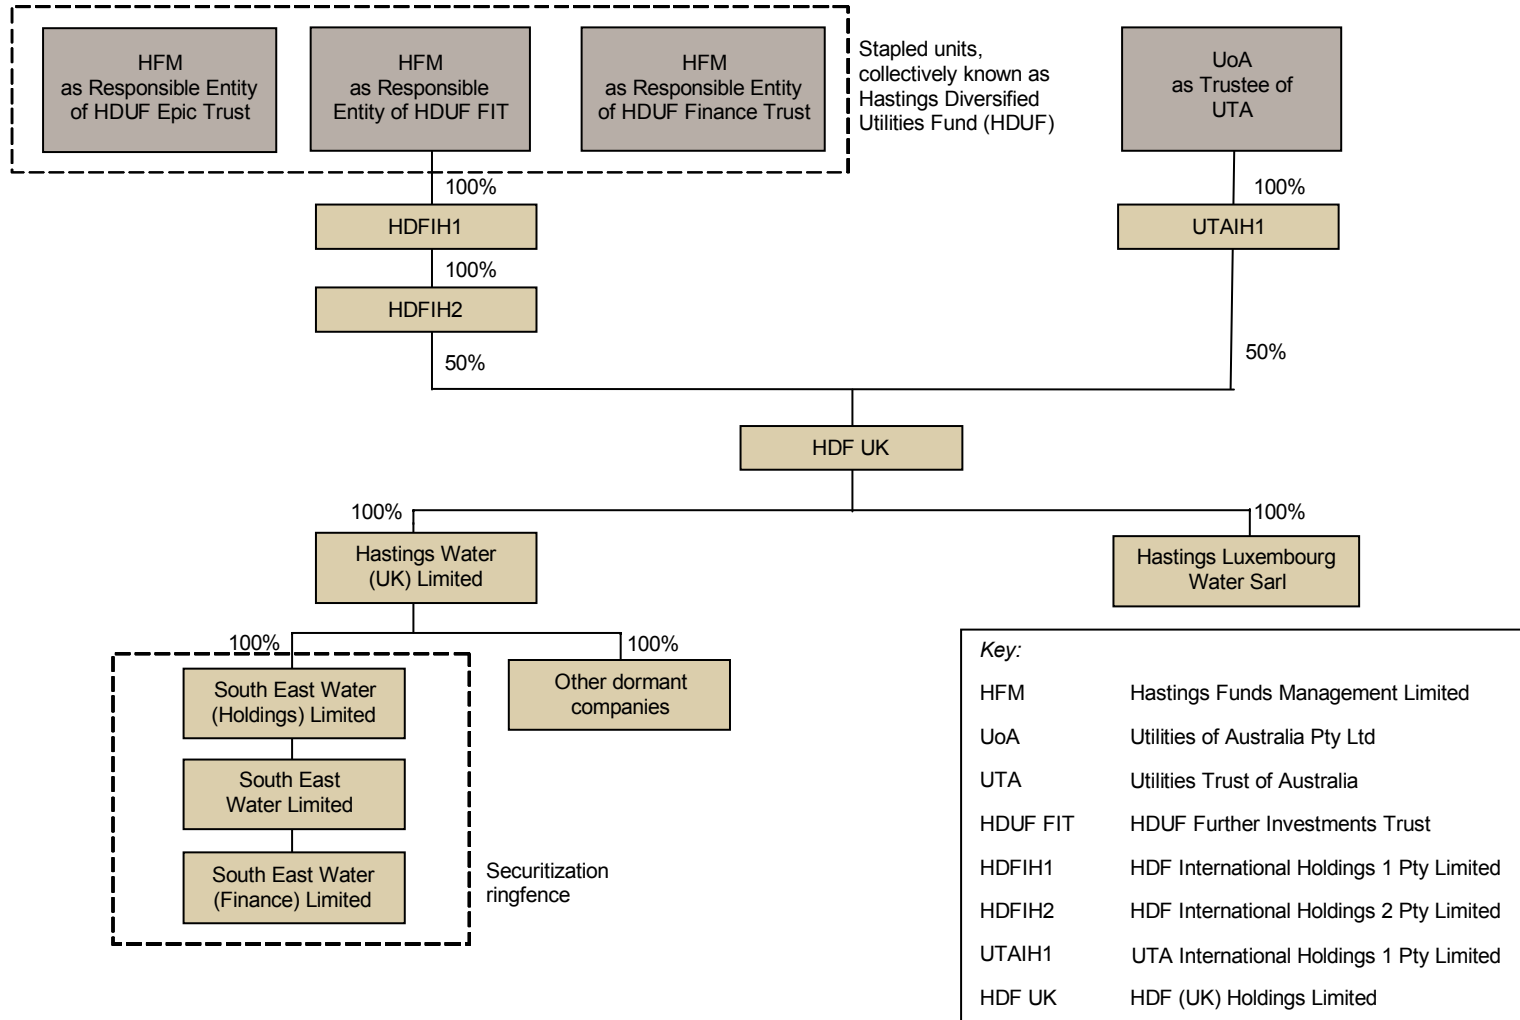 HFM
as Responsible Entity
of HDUF Epic Trust
HFM
as Responsible
Entity of HDUF FIT
HFM
as Responsible Entity
of HDUF Finance Trust
Stapled units,
collectively known as
Hastings Diversified
Utilities Fund (HDUF)
UoA
as Trustee of
UTA
100%
100%
HDFIH1
UTAIH1
100%
HDFIH2
50%
50%
HDF UK
100%
100%
Hastings Water
(UK) Limited
Hastings Luxembourg
Water Sarl
100%
100%
South East Water
(Holdings) Limited
Other dormant
companies
South East
Water Limited
South East Water
(Finance) Limited
Securitization
ringfence
Key:
HFM Hastings Funds Management Limited
UoA Utilities of Australia Pty Ltd
UTA Utilities Trust of Australia
HDUF FIT HDUF Further Investments Trust
HDFIH1 HDF International Holdings 1 Pty Limited
HDFIH2 HDF International Holdings 2 Pty Limited
UTAIH1 UTA International Holdings 1 Pty Limited
HDF UK HDF (UK) Holdings Limited